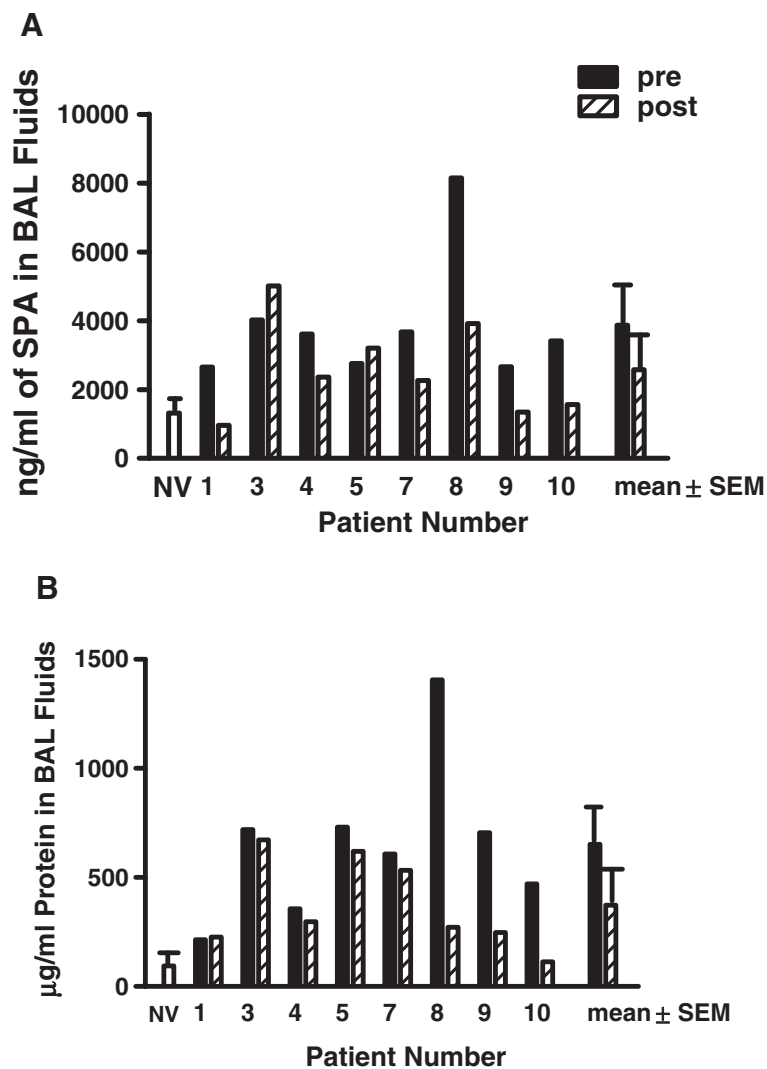 A
pre
post
ng/ml of SPA in BAL Fluids
10000
8000
6000
4000
2000
0
NV 1 3 4 5 7 8 9 10 mean ± SEM
Patient Number
B
µg/ml Protein in BAL Fluids
1500
1000
500
0
NV 1 3 4 5 7 8 9 10 mean ± SEM
Patient Number